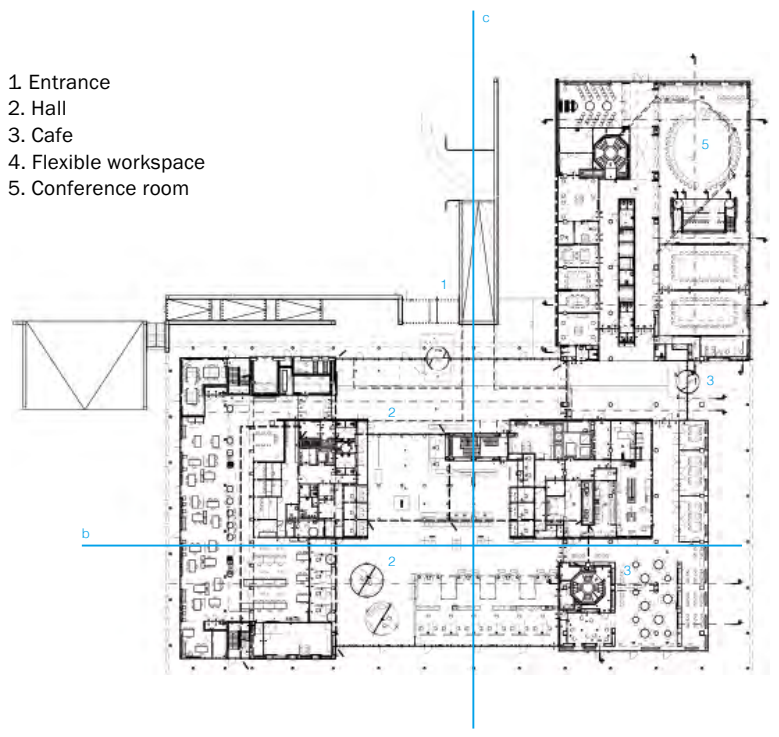 c
1. Entrance
2. Hall
3. Cafe
4. Flexible workspace
5. Conference room
5
1
3
2
b
2
3